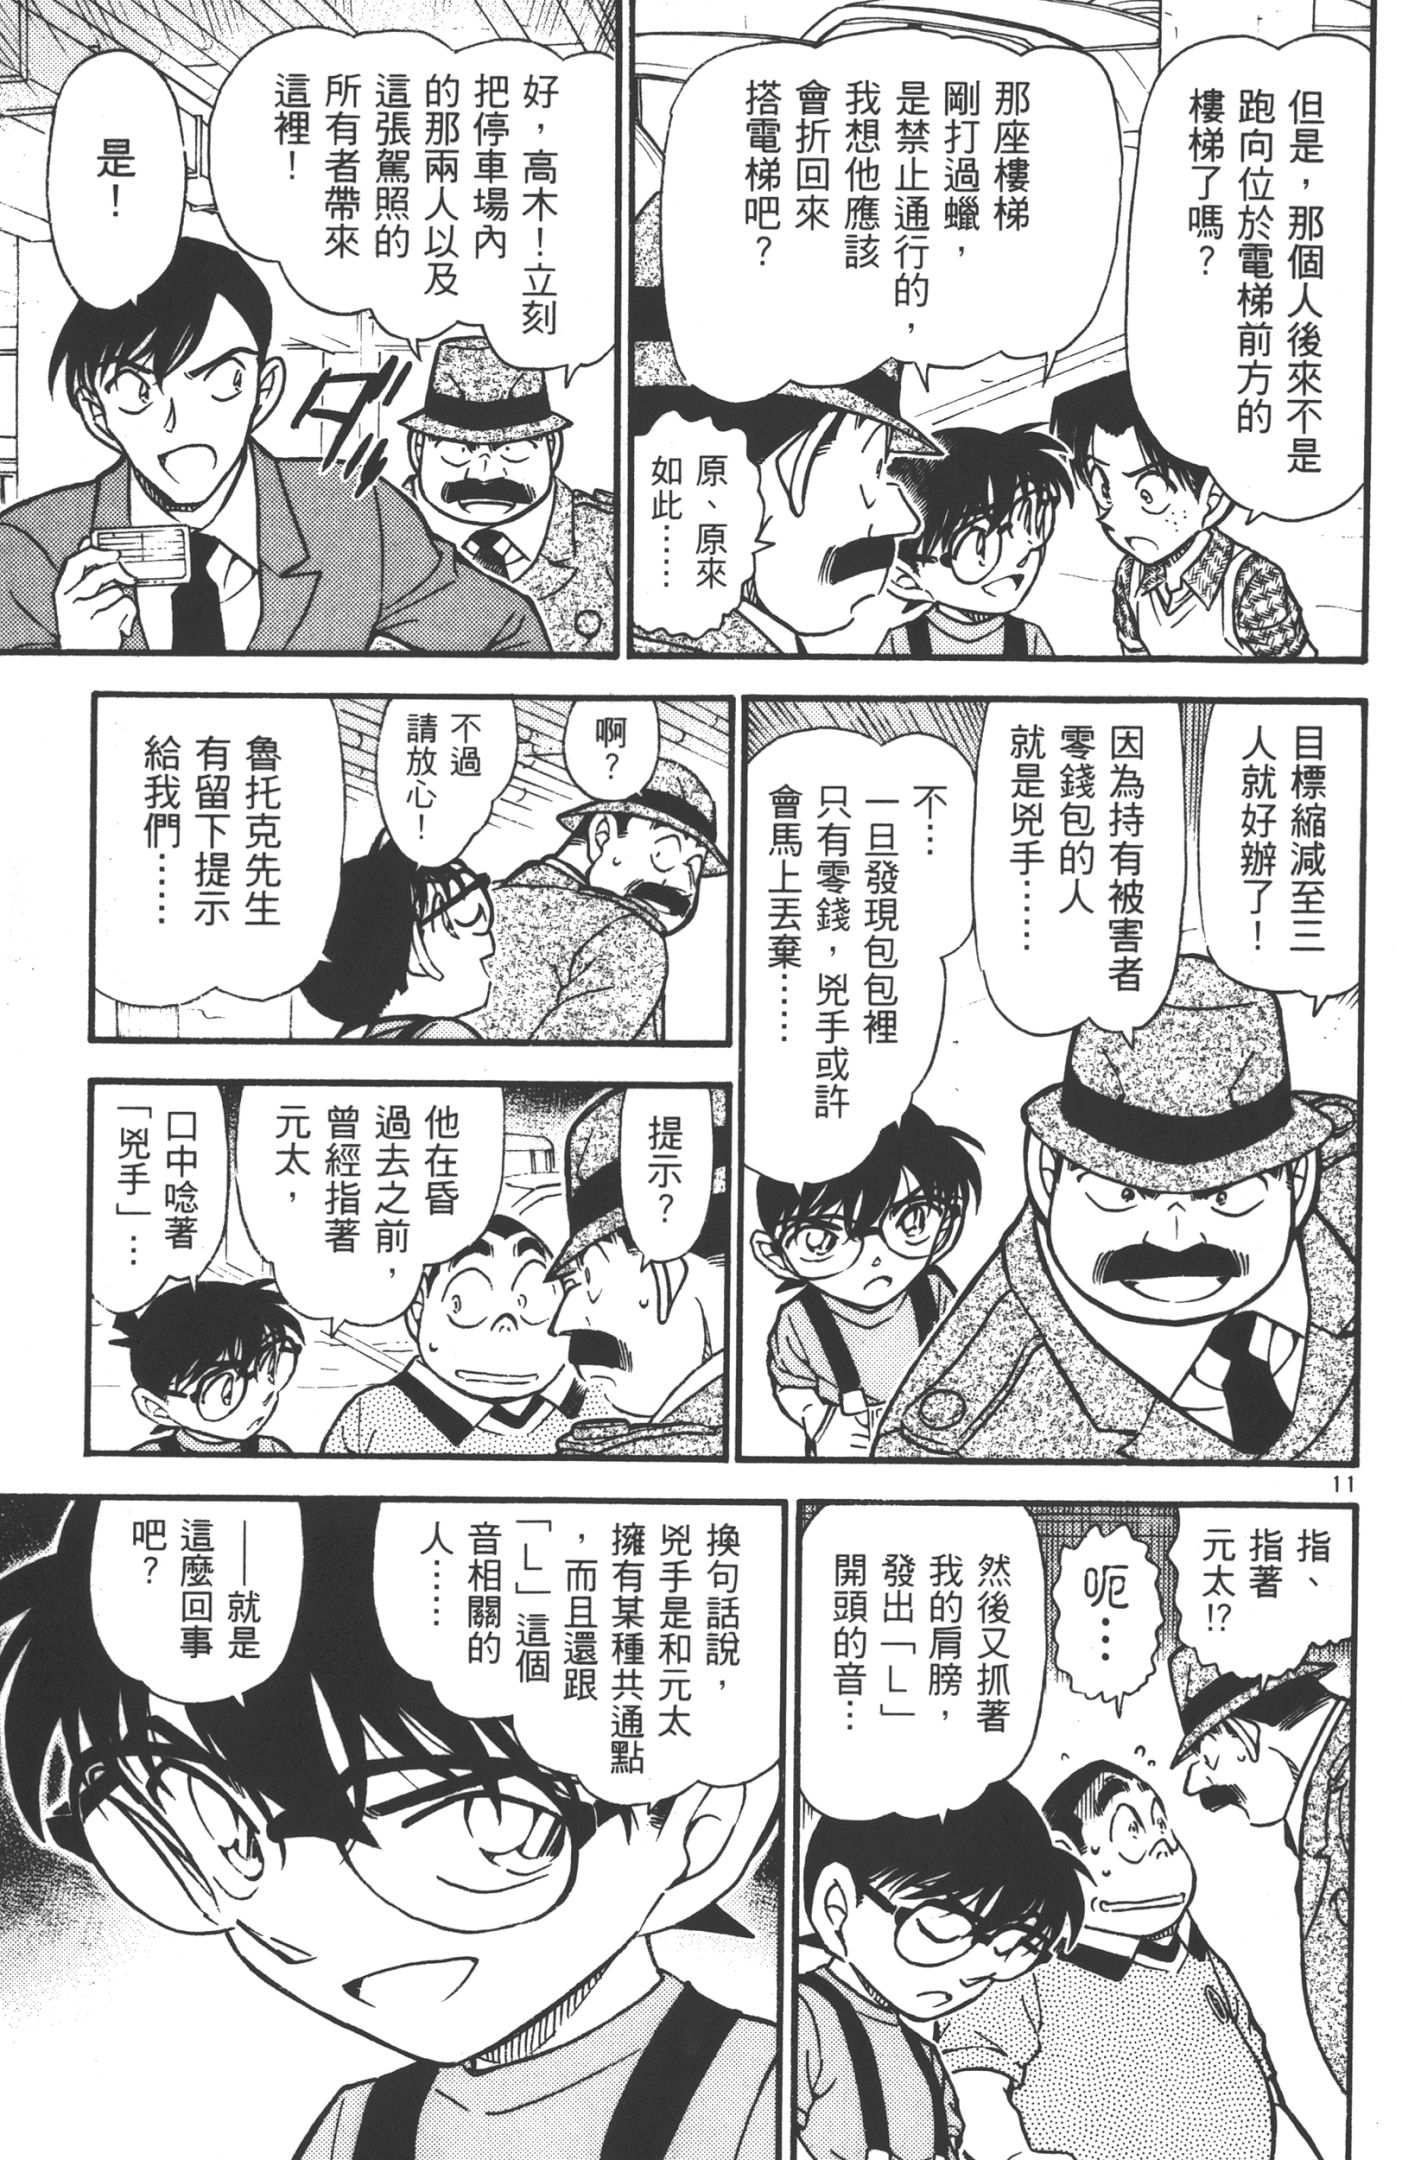 但是，那個人後來不是
跑向位於電梯前方的
樓梯了嗎？
那座樓梯
剛打過蠟，
是禁止通行的，
我想他應該
會折回來
搭電梯吧？
原、原來
如此……
好，高木！立刻
把停車場內
的那兩人以及
這張駕照的
所有者帶來
這裡！
ダッ
是！
目標縮減至三
人就好辦了！
因為持有被害者
零錢包的人
就是兇手……
不…
一旦發現包包裡
只有零錢，兇手或許
會馬上丟棄……
啊？
不過
請放心！
魯托克先生
有留下提示
給我們……
提示？
他在昏
過去之前，
曾經指著
元太，
口中唸著
「兇手」…
11
指、
指著
元太!?
呃…
然後又抓著
我的肩膀，
發出「L」
開頭的音…
換句話說，
兇手是和元太
擁有某種共通點
，而且還跟
「L」這個
音相關的
人……
──就是
這麼回事
吧？